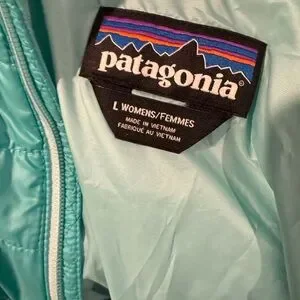 patagonia®
L WOMENS/FEMMES
MADE IN VIETNAM
FABRIQUÉ AU VIETNAM